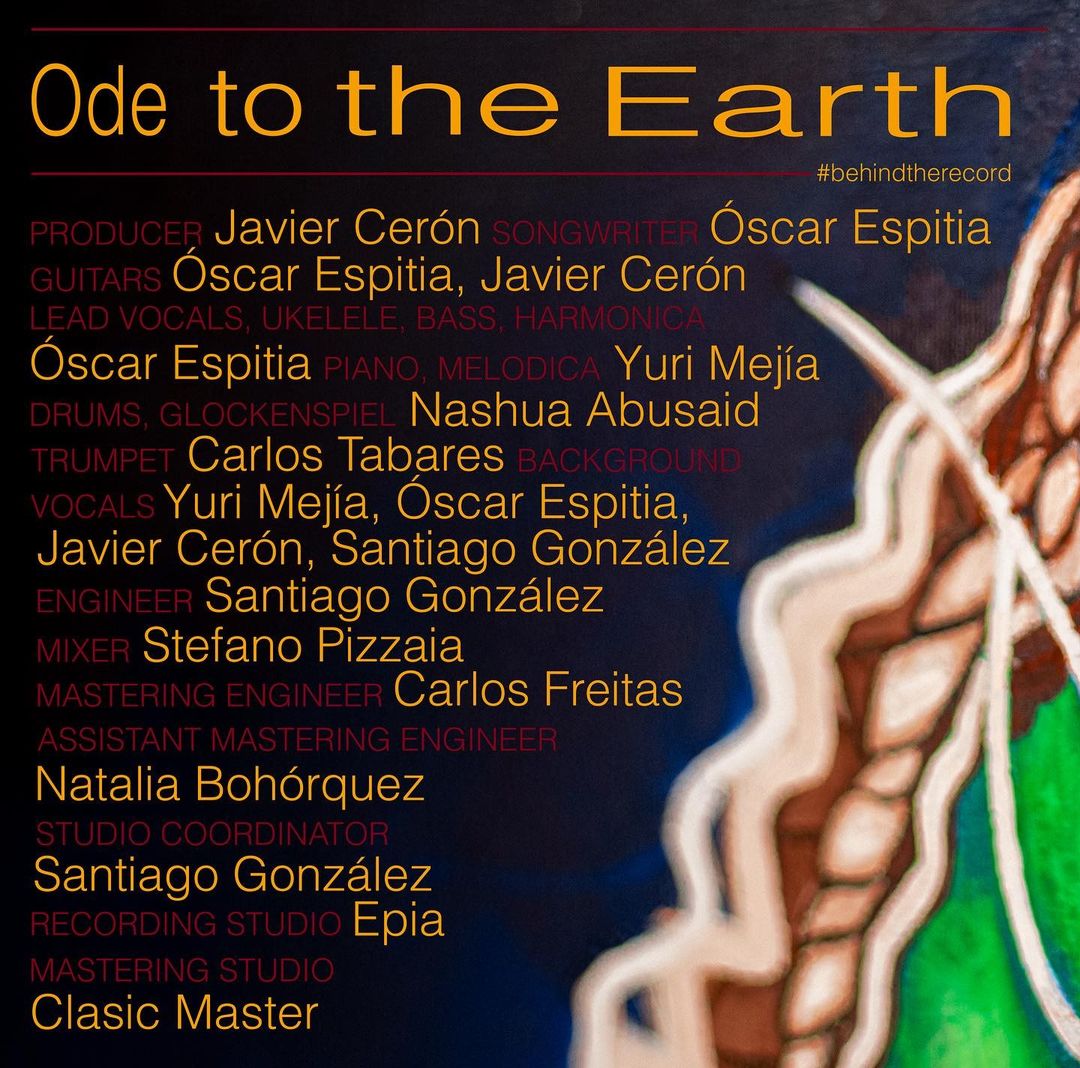 Ode to the Earth
#behindtherecord
PRODUCER Javier Cerón SONGWRITER Óscar Espitia
GUITARS Óscar Espitia, Javier Cerón
LEAD VOCALS, UKELELE, BASS, HARMONICA
Óscar Espitia PIANO, MELODICA Yuri Mejía
DRUMS, GLOCKENSPIEL Nashua Abusaid
TRUMPET Carlos Tabares BACKGROUND
VOCALS Yuri Mejía, Óscar Espitia,
Javier Cerón, Santiago González
ENGINEER Santiago González
MIXER Stefano Pizzaia
MASTERING ENGINEER Carlos Freitas
ASSISTANT MASTERING ENGINEER
Natalia Bohórquez
STUDIO COORDINATOR
Santiago González
RECORDING STUDIO Epia
MASTERING STUDIO
Clasic Master